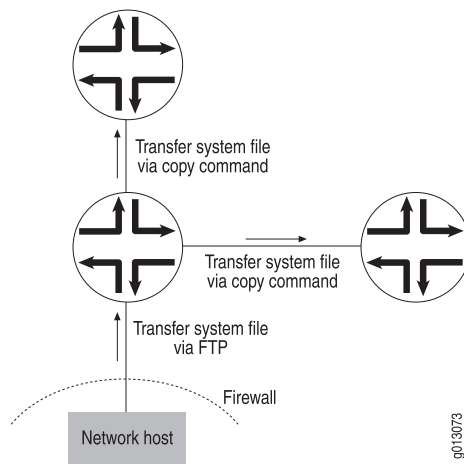 Transfer system file
via copy command
Transfer system file
via copy command
Transfer system file
via FTP
Firewall
Network host
g013073